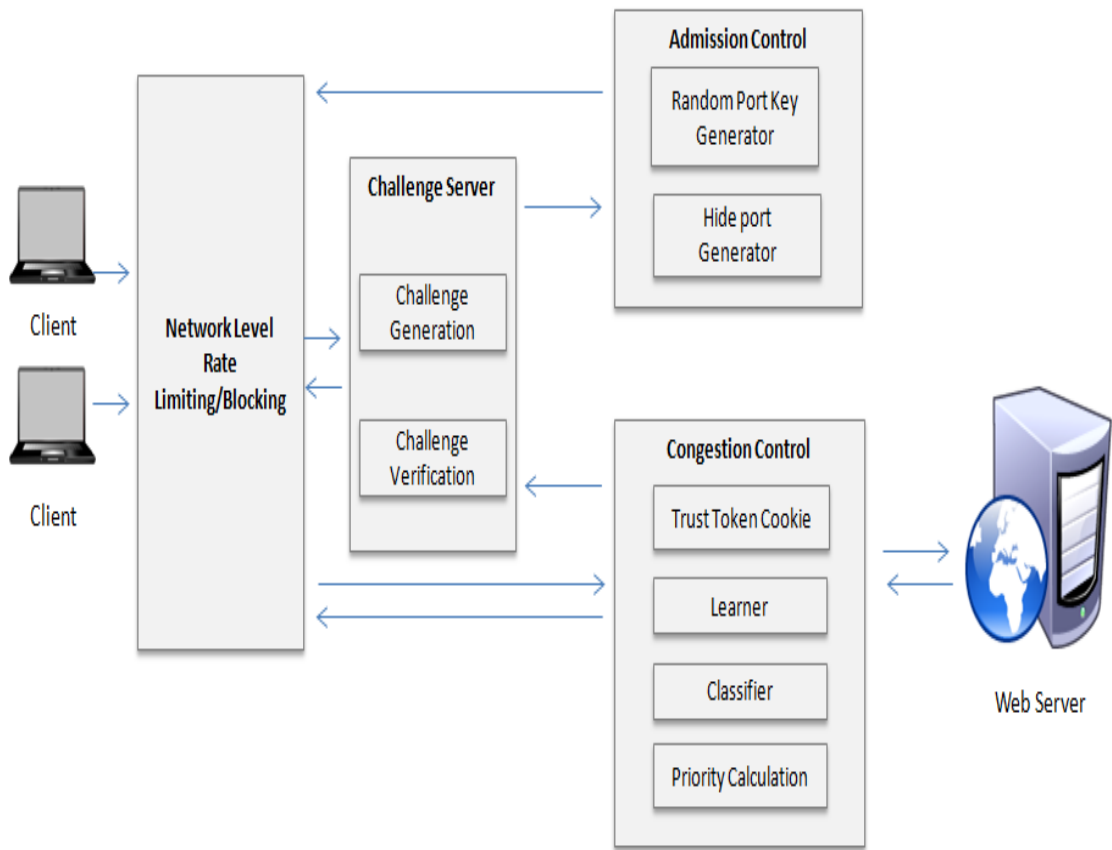 Admission Control
Random Port Key
Generator
Hide port
Generator
Challenge Server
Challenge
Generation
Challenge
Verification
Client
Client
Network Level
Rate
Limiting/Blocking
Congestion Control
Trust Token Cookie
Learner
Classifier
Priority Calculation
Web Server